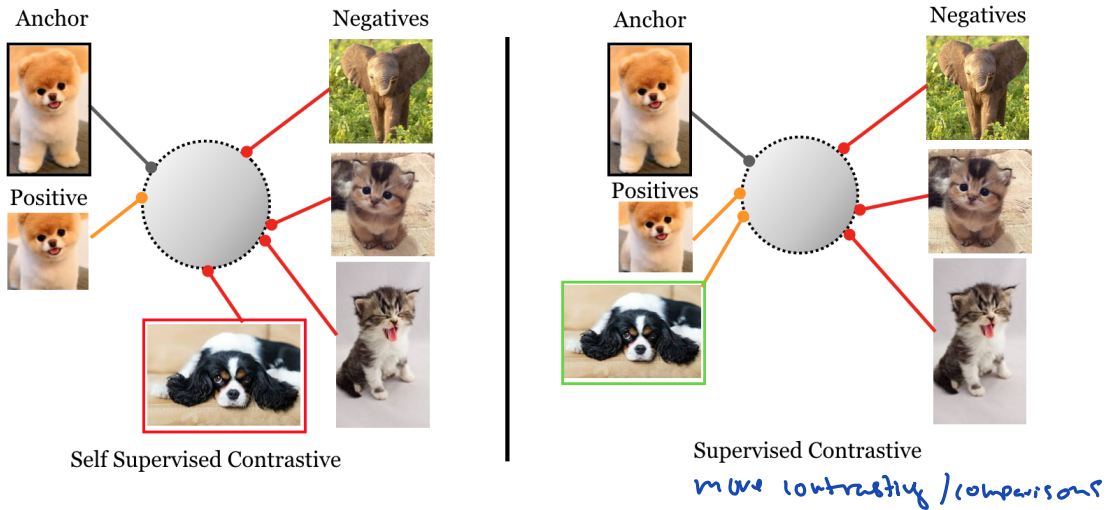 Anchor
Negatives
Positive
Self Supervised Contrastive
Anchor
Negatives
Positives
Supervised Contrastive
more contrasting / comparisons